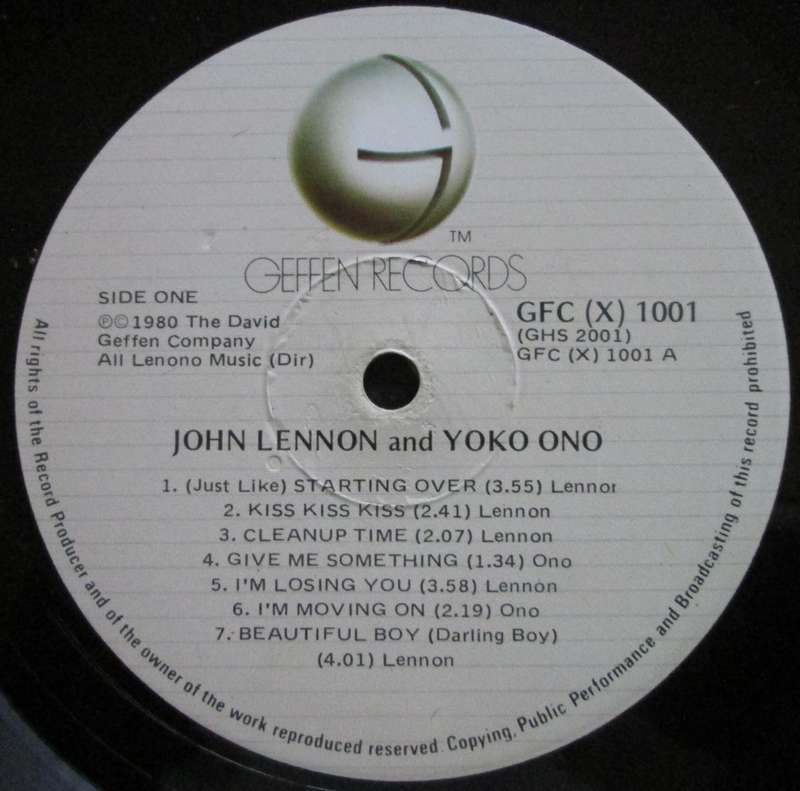 TM
GEFFEN RECORDS
SIDE ONE
ⓅⒸ 1980 The David
Geffen Company
All Lenono Music (Dir)
GFC (X) 1001
(GHS 2001)
GFC (X) 1001 A
JOHN LENNON and YOKO ONO
1. (Just Like) STARTING OVER (3.55) Lennon
2. KISS KISS KISS (2.41) Lennon
3. CLEANUP TIME (2.07) Lennon
4. GIVE ME SOMETHING (1.34) Ono
5. I'M LOSING YOU (3.58) Lennon
6. I'M MOVING ON (2.19) Ono
7. BEAUTIFUL BOY (Darling Boy)
(4.01) Lennon
All rights of the Record Producer and of the owner of the work reproduced reserved. Copying, Public Performance and Broadcasting of this record prohibited